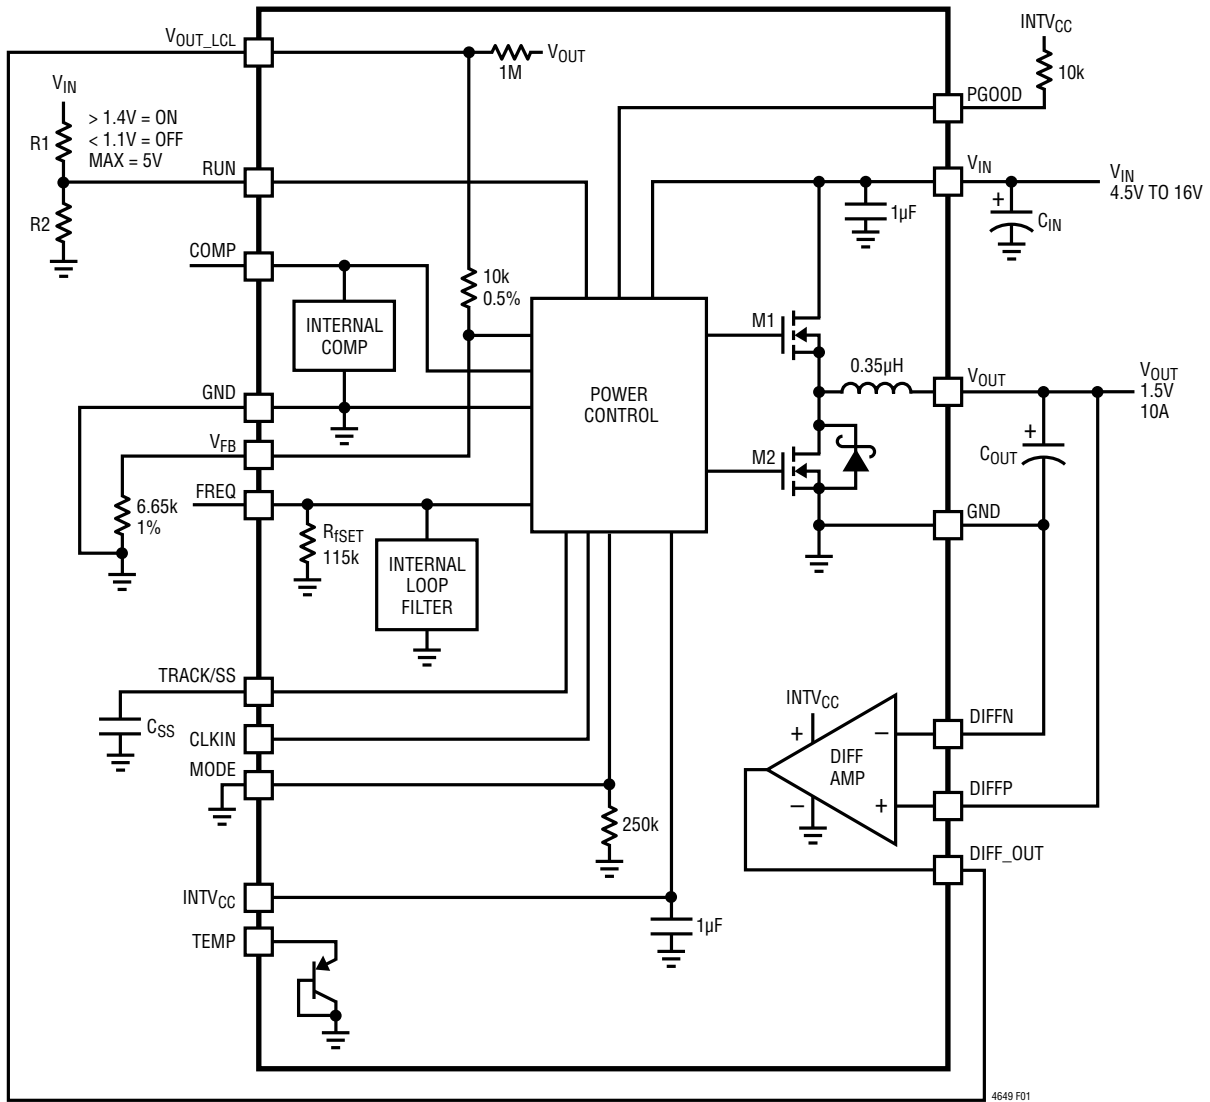 VOUT_LCL
1M
VOUT
INTVCC
10k
PGOOD
VIN
R1
> 1.4V = ON
< 1.1V = OFF
MAX = 5V
RUN
R2
VIN
VIN
4.5V TO 16V
1µF
CIN
COMP
INTERNAL
COMP
10k
0.5%
M1
0.35µH
VOUT
VOUT
1.5V
10A
POWER
CONTROL
GND
VFB
M2
COUT
FREQ
6.65k
1%
RfSET
115k
INTERNAL
LOOP
FILTER
GND
TRACK/SS
CSS
CLKIN
MODE
250k
INTVCC
+
–
DIFF
AMP
–
+
DIFFN
DIFFP
DIFF_OUT
INTVCC
1µF
TEMP
+
+
4649 F01